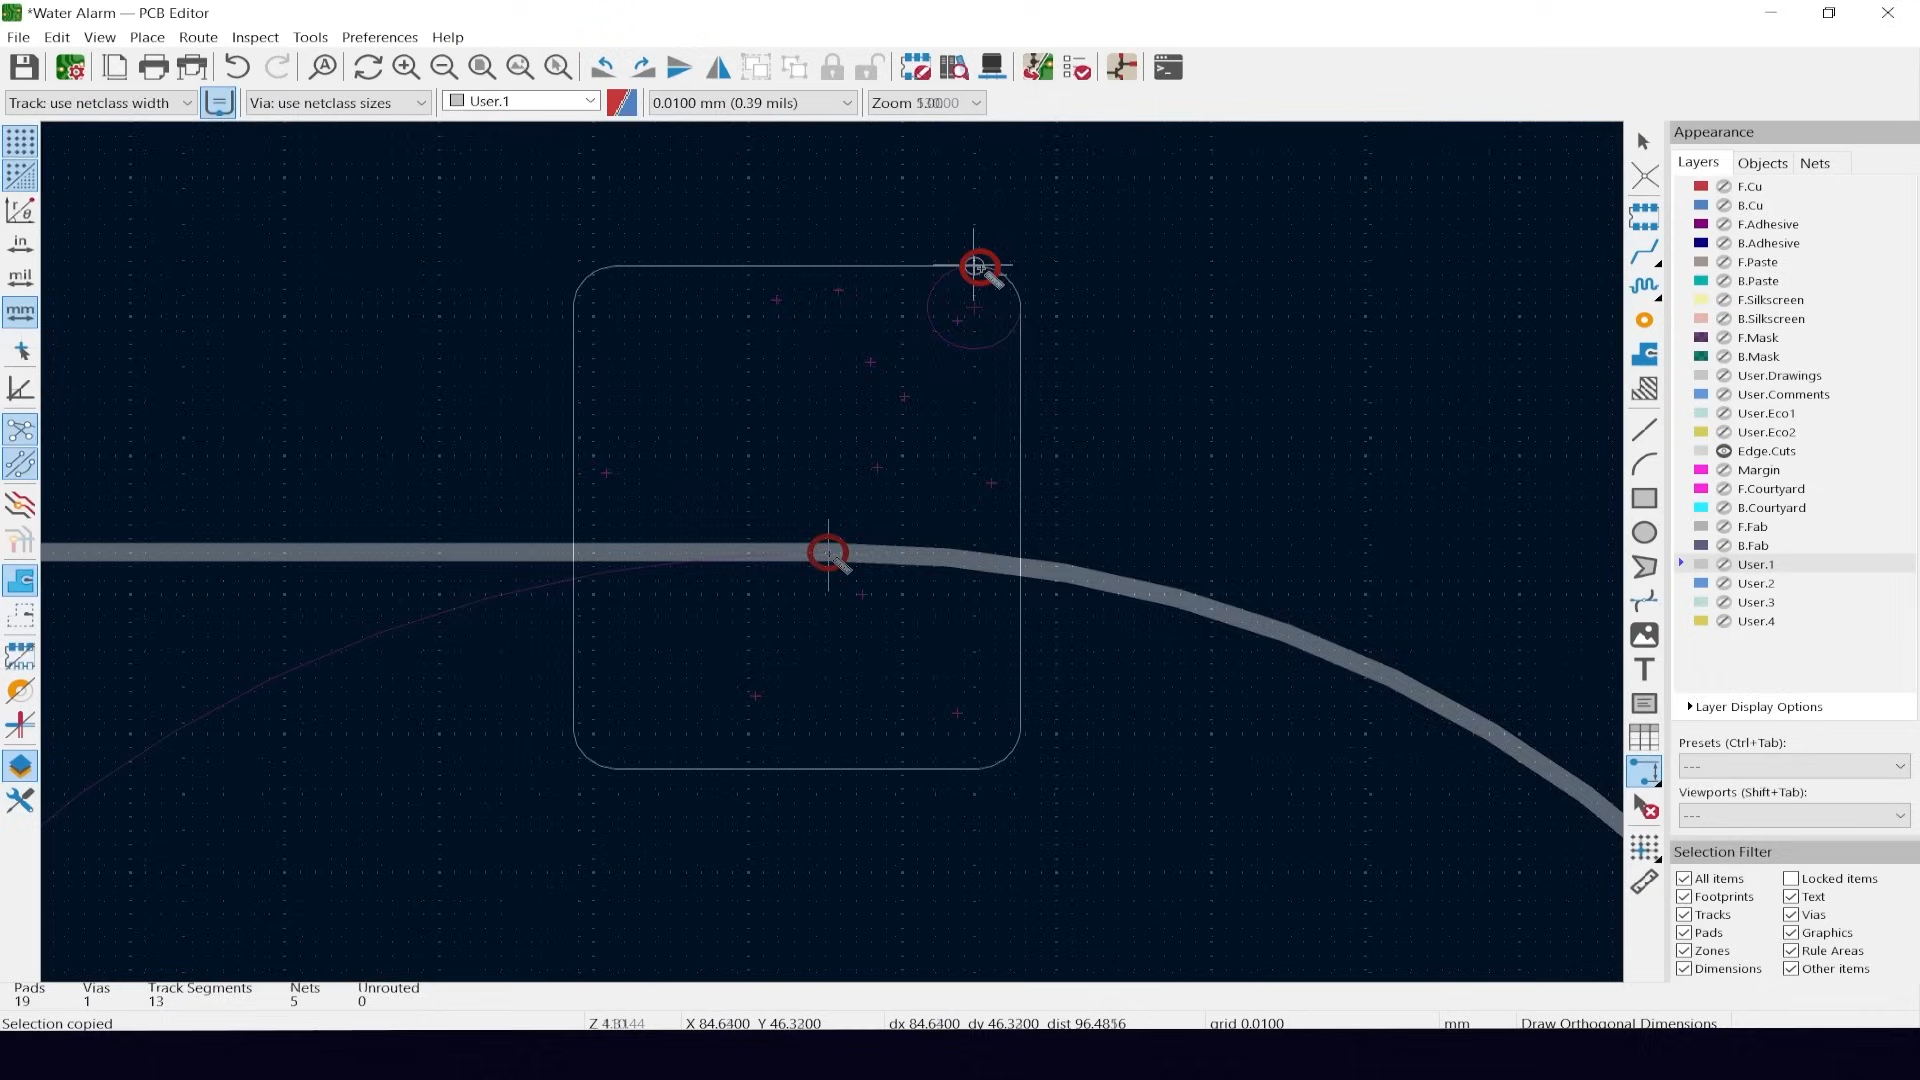 *Water Alarm — PCB Editor
File Edit View Place Route Inspect Tools Preferences Help
Track: use netclass width Via: use netclass sizes User.1 0.0100 mm (0.39 mils) Zoom
in
mil
mm
Appearance
Layers Objects Nets
F.Cu
B.Cu
F.Adhesive
B.Adhesive
F.Paste
B.Paste
F.Silkscreen
B.Silkscreen
F.Mask
B.Mask
User.Drawings
User.Comments
User.Eco1
User.Eco2
Edge.Cuts
Margin
F.Courtyard
B.Courtyard
F.Fab
B.Fab
User.1
User.2
User.3
User.4
Layer Display Options
Presets (Ctrl+Tab):
---
Viewports (Shift+Tab):
---
Selection Filter
All items Locked items
Footprints Text
Tracks Vias
Pads Graphics
Zones Rule Areas
Dimensions Other items
Pads Vias Track Segments Nets Unrouted
19 1 13 5 0
Selection copied Z X 84.6400 Y 46.3200 dx 84.6400 dy 46.3200 dist 96.4856 grid 0.0100 mm Draw Orthogonal Dimensions